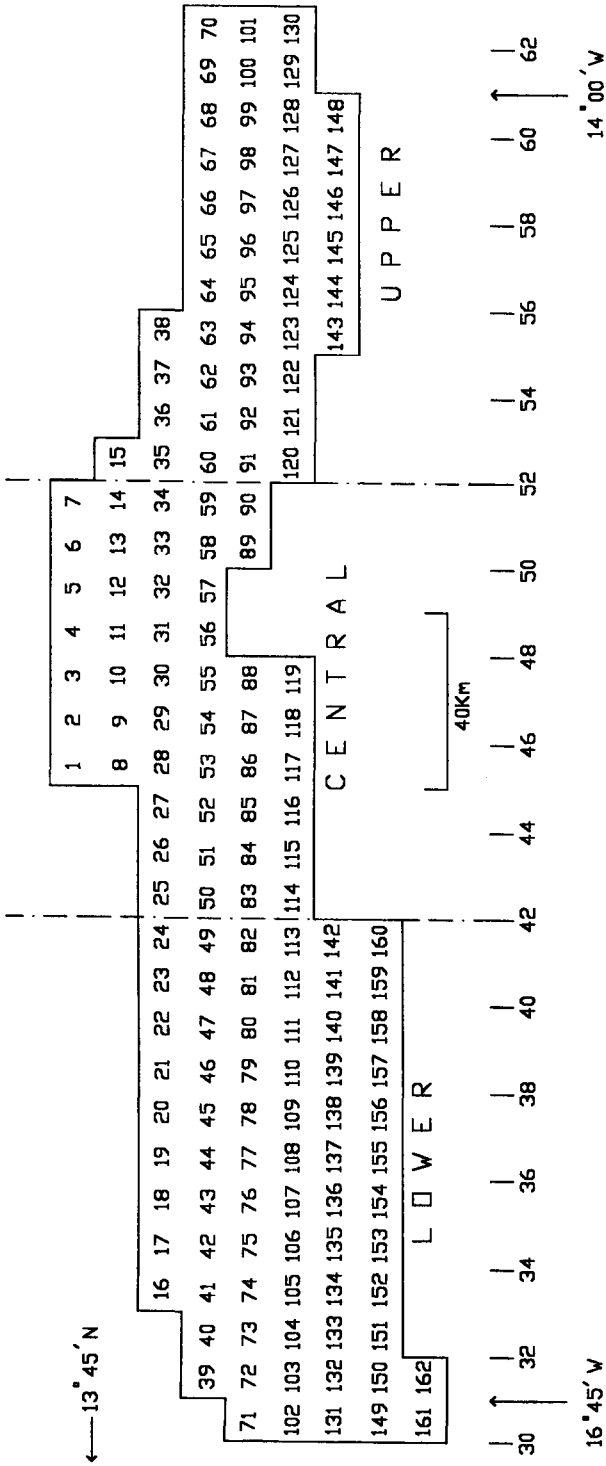 13°45'N
1 2 3 4 5 6 7
8 9 10 11 12 13 14 15
16 17 18 19 20 21 22 23 24 25 26 27 28 29 30 31 32 33 34 35 36 37 38
39 40 41 42 43 44 45 46 47 48 49 50 51 52 53 54 55 56 57 58 59 60 61 62 63 64 65 66 67 68 69 70
71 72 73 74 75 76 77 78 79 80 81 82 83 84 85 86 87 88 89 90 91 92 93 94 95 96 97 98 99 100 101
102 103 104 105 106 107 108 109 110 111 112 113 114 115 116 117 118 119 120 121 122 123 124 125 126 127 128 129 130
131 132 133 134 135 136 137 138 139 140 141 142 CENTRAL 143 144 145 146 147 148
149 150 151 152 153 154 155 156 157 158 159 160 UPPER
161 162 LOWER
40Km
30 32 34 36 38 40 42 44 46 48 50 52 54 56 58 60 62
16°45'W 14°00'W